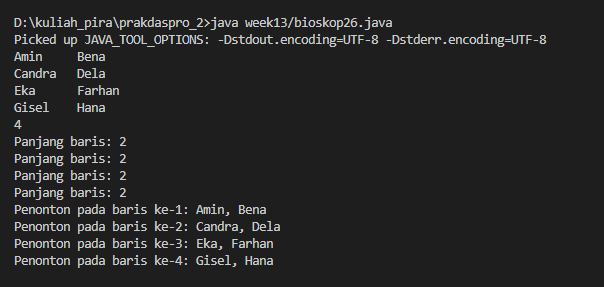 D:\kuliah_pira\prakdaspro_2>java week13/bioskop26.java
Picked up JAVA_TOOL_OPTIONS: -Dstdout.encoding=UTF-8 -Dstderr.encoding=UTF-8
Amin    Bena
Candra  Dela
Eka     Farhan
Gisel   Hana
4
Panjang baris: 2
Panjang baris: 2
Panjang baris: 2
Panjang baris: 2
Penonton pada baris ke-1: Amin, Bena
Penonton pada baris ke-2: Candra, Dela
Penonton pada baris ke-3: Eka, Farhan
Penonton pada baris ke-4: Gisel, Hana